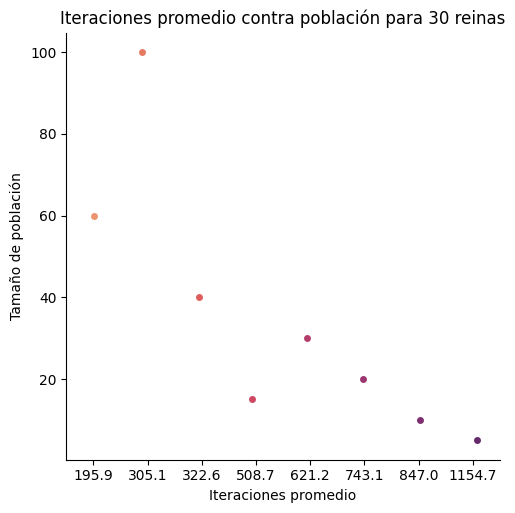 Iteraciones promedio contra población para 30 reinas
100
80
60
40
20
Tamaño de población
195.9 305.1 322.6 508.7 621.2 743.1 847.0 1154.7
Iteraciones promedio